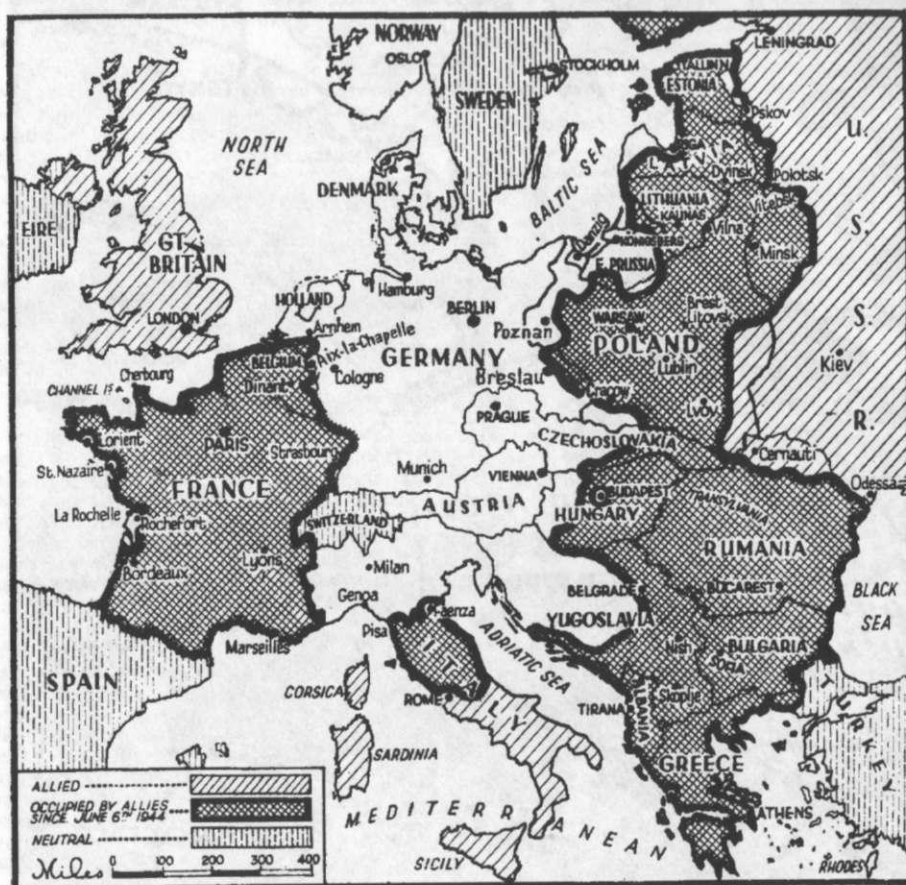 NORWAY
OSLO
STOCKHOLM
LENINGRAD
TALLINN
ESTONIA
SWEDEN
NORTH
SEA
Pskov
U.
S.
S.
R.
DENMARK
BALTIC SEA
LATVIA
Dvinsk
Polotsk
LITHUANIA
KAUNAS
Vitebsk
Vilna
Minsk
EIRE
GT.
BRITAIN
Danzig
KÖNIGSBERG
E. PRUSSIA
Hamburg
HOLLAND
BERLIN
LONDON
Arnhem
Poznan
WARSAW
Brest
Litovsk
POLAND
BELGIUM
Aix-la-Chapelle
GERMANY
Dinant
Cologne
Breslau
Lublin
Kiev
Cherbourg
CHANNEL IS.
Cracow
Lvov
PRAGUE
CZECHOSLOVAKIA
Lorient
PARIS
Strasbourg
Cernauti
St. Nazaire
Munich
VIENNA
Odessa
FRANCE
AUSTRIA
BUDAPEST
HUNGARY
TRANSYLVANIA
La Rochelle
Rochefort
SWITZERLAND
RUMANIA
Lyons
Bordeaux
Milan
BELGRADE
BUCAREST
BLACK
SEA
Genoa
Faenza
YUGOSLAVIA
Marseilles
Pisa
ADRIATIC SEA
Nish
BULGARIA
SOFIA
SPAIN
ITALY
CORSICA
ROME
Skoplje
TIRANA
ALBANIA
TURKEY
SARDINIA
GREECE
ATHENS
MEDITERRANEAN
SICILY
RHODES
ALLIED
OCCUPIED BY ALLIES
SINCE JUNE 6TH 1944
NEUTRAL
Miles 0 100 200 300 400